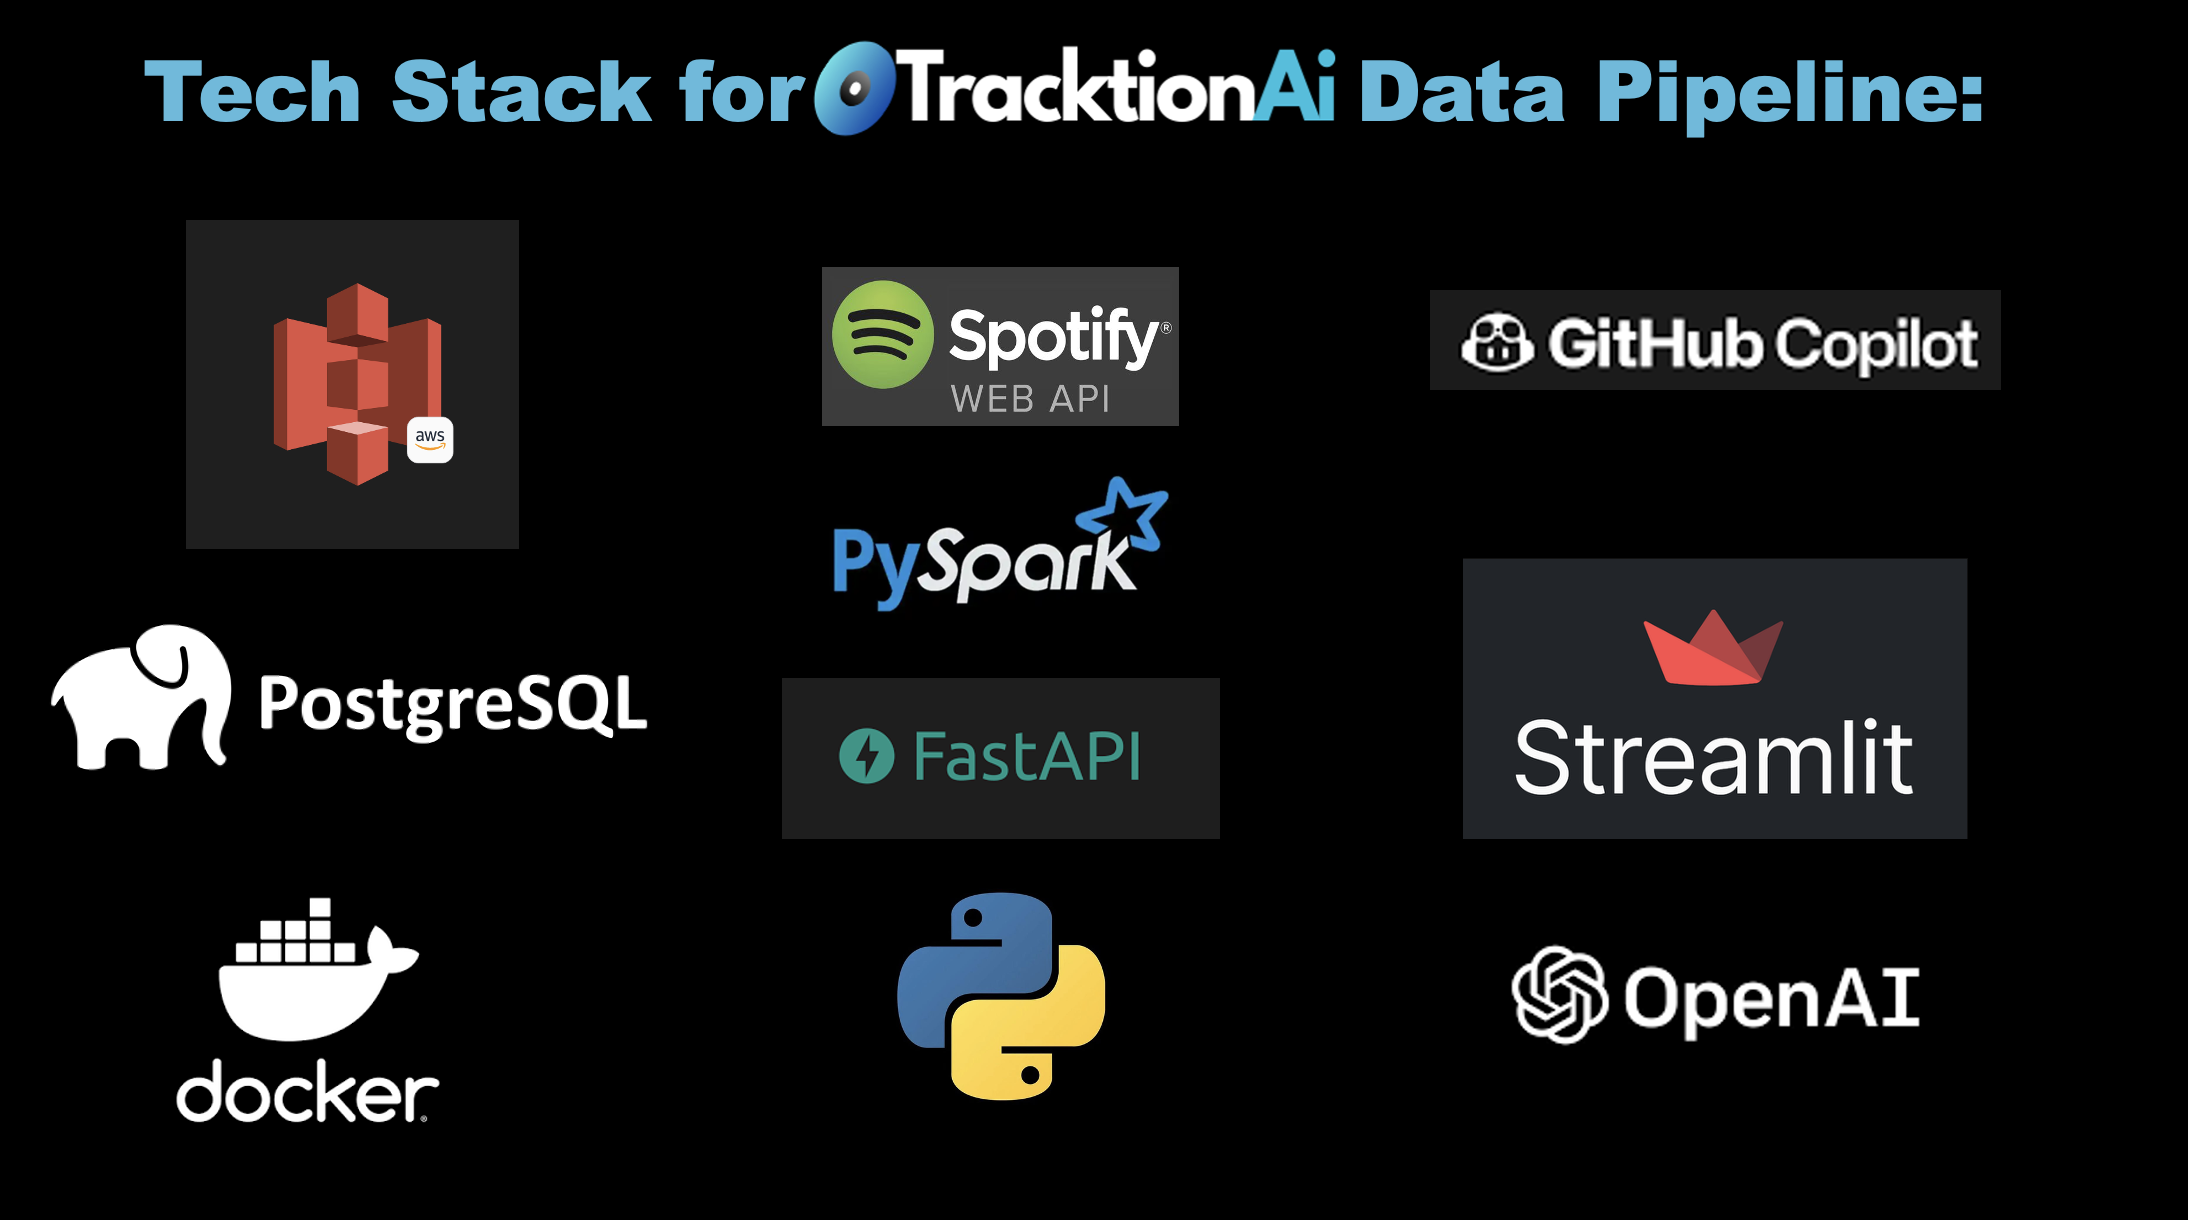 Tech Stack for TracktionAi Data Pipeline:
aws
Spotify®
WEB API
GitHub Copilot
PySpark
PostgreSQL
FastAPI
Streamlit
docker®
OpenAI